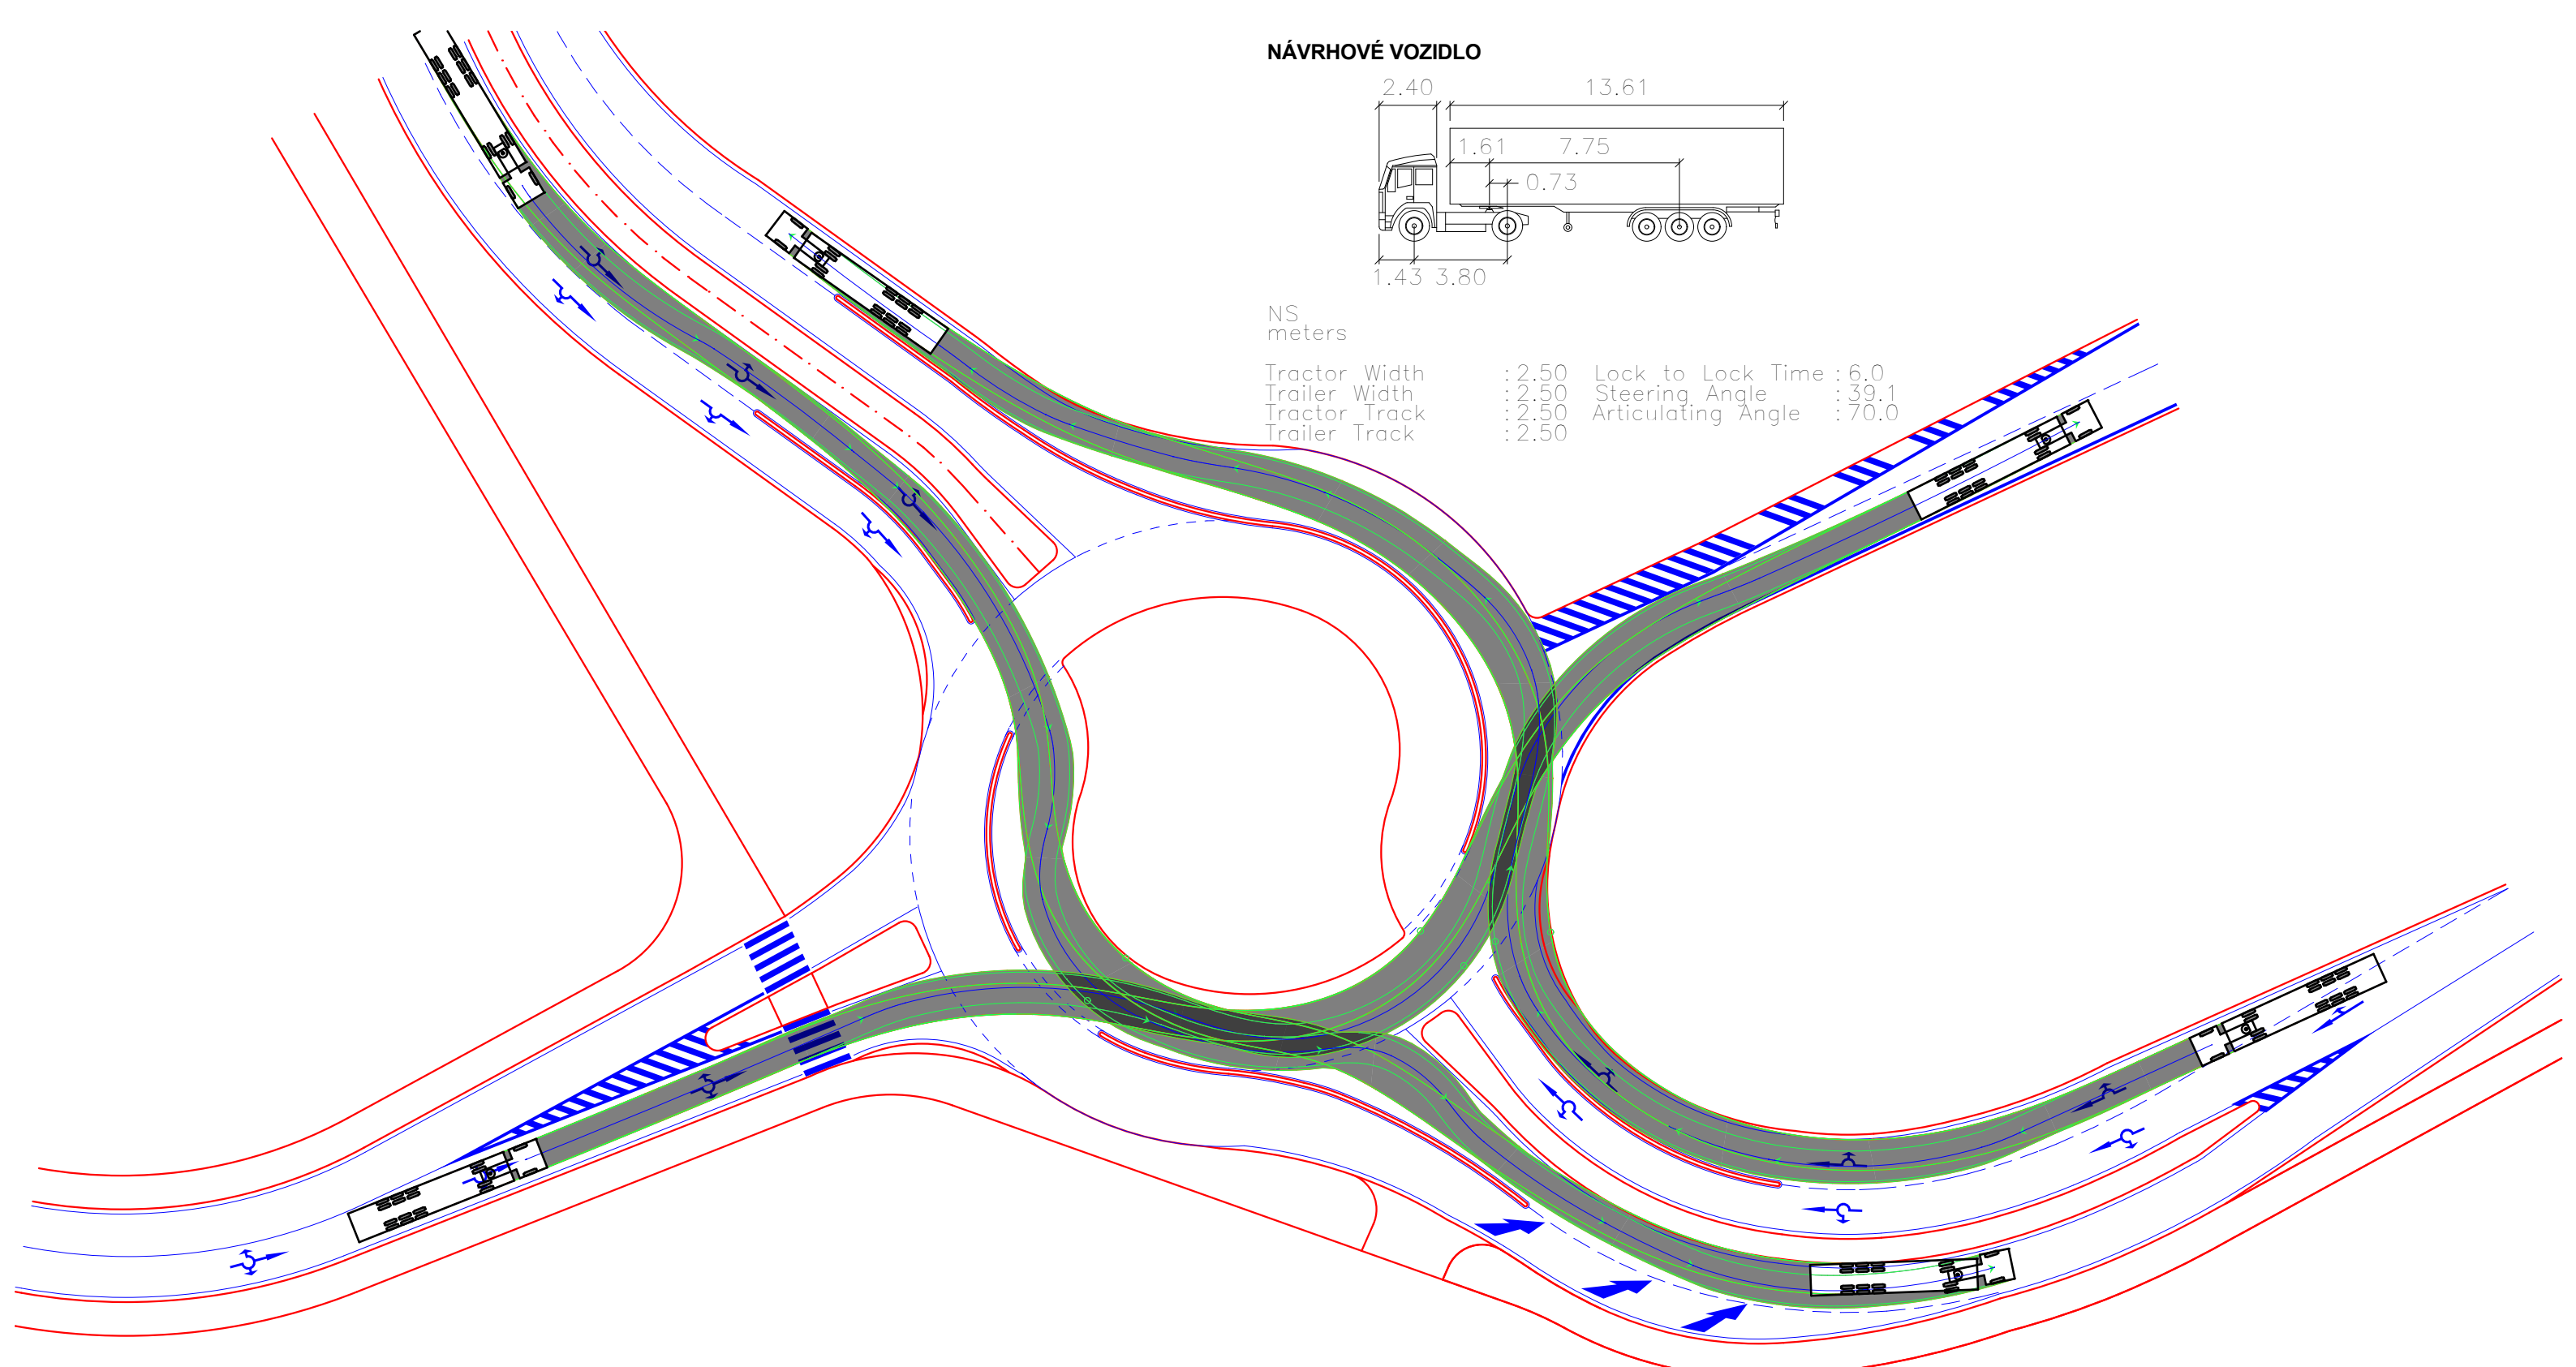 NÁVRHOVÉ VOZIDLO
2.40 13.61
1.61 7.75
0.73
1.43 3.80
NS
meters
Tractor Width : 2.50 Lock to Lock Time : 6.0
Trailer Width : 2.50 Steering Angle : 39.1
Tractor Track : 2.50 Articulating Angle : 70.0
Trailer Track : 2.50